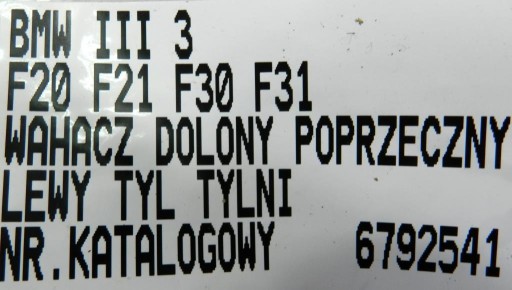 BMW III 3
F20 F21 F30 F31
WAHACZ DOLONY POPRZECZNY
LEWY TYL TYLNI
NR.KATALOGOWY 6792541